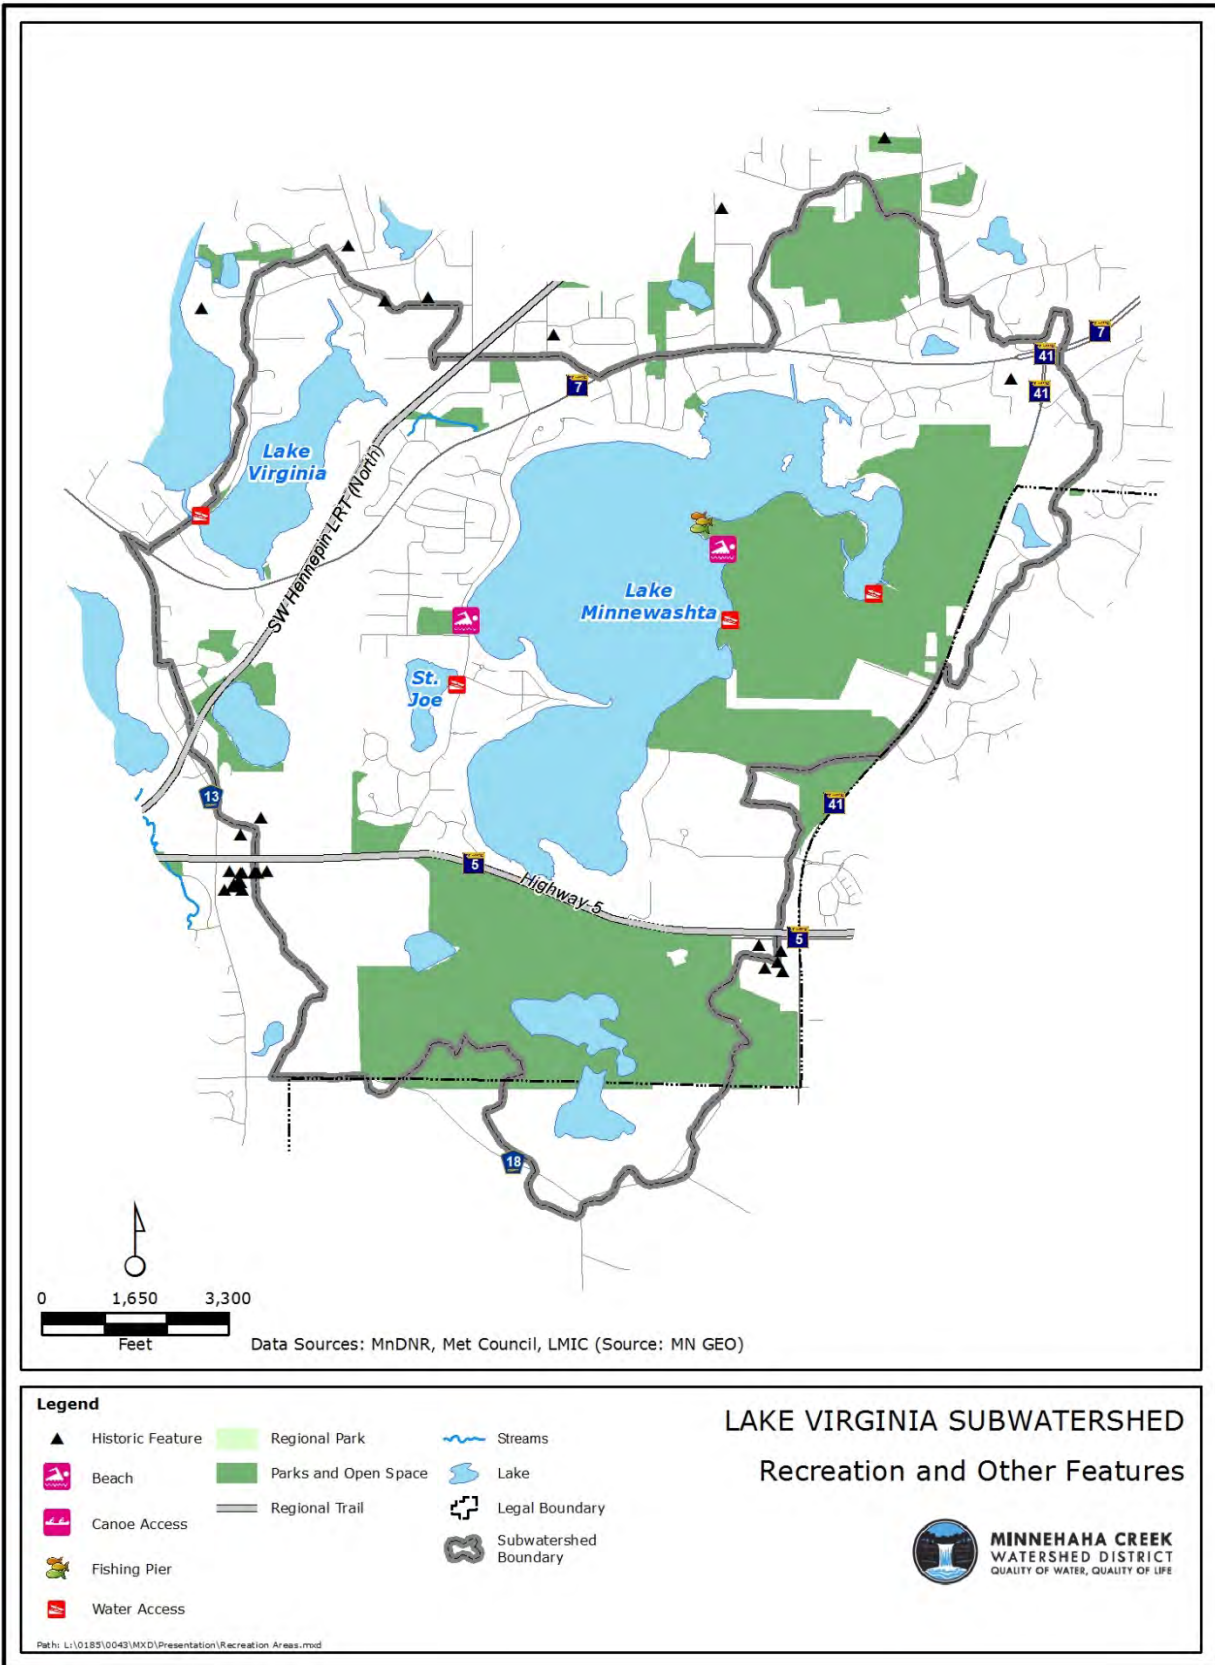 7
41
41
7
Lake
Virginia
SW Hennepin LRT (North)
Lake
Minnewashta
St.
Joe
13
41
5
Highway 5
5
18
0
1,650
3,300
Feet
Data Sources: MnDNR, Met Council, LMIC (Source: MN GEO)
Legend
Historic Feature
Beach
Canoe Access
Fishing Pier
Water Access
Regional Park
Parks and Open Space
Regional Trail
Streams
Lake
Legal Boundary
Subwatershed
Boundary
LAKE VIRGINIA SUBWATERSHED
Recreation and Other Features
MINNEHAHA CREEK
WATERSHED DISTRICT
QUALITY OF WATER, QUALITY OF LIFE
Path: L:\0185\0043\MXD\Presentation\Recreation Areas.mxd